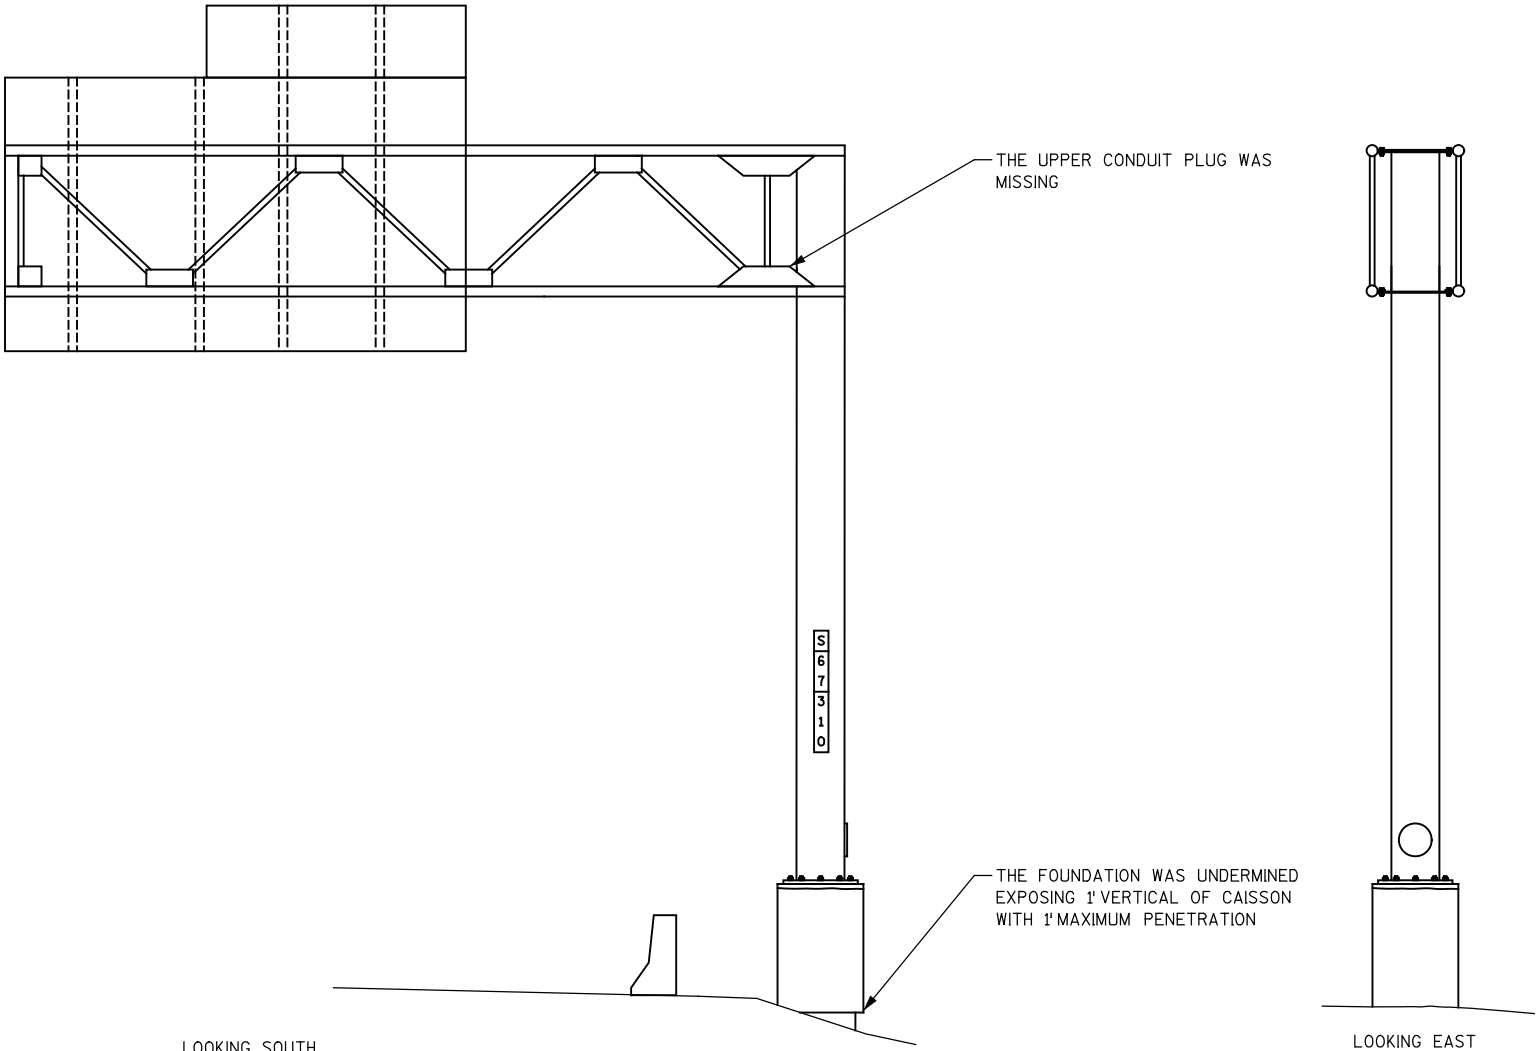 THE UPPER CONDUIT PLUG WAS
MISSING
S
6
7
3
1
0
THE FOUNDATION WAS UNDERMINED
EXPOSING 1' VERTICAL OF CAISSON
WITH 1' MAXIMUM PENETRATION
LOOKING SOUTH
LOOKING EAST